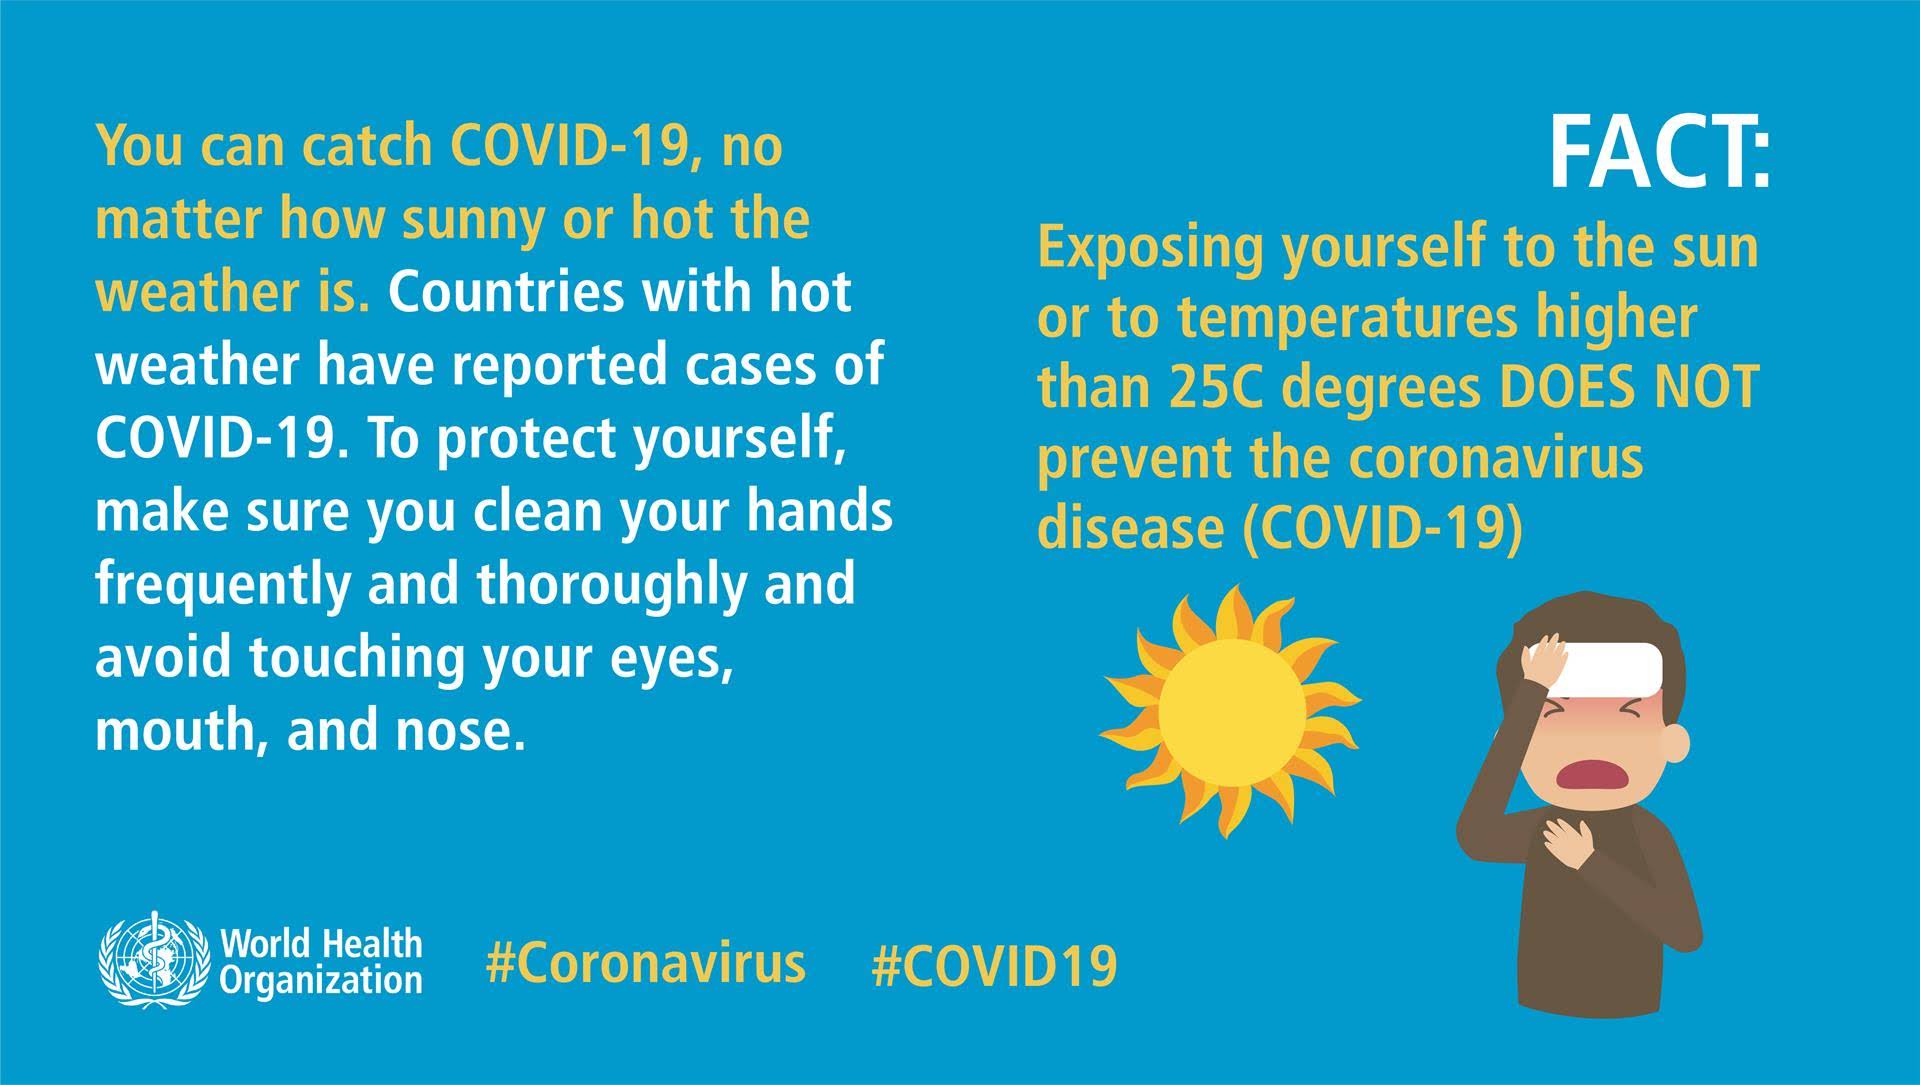 You can catch COVID-19, no
matter how sunny or hot the
weather is. Countries with hot
weather have reported cases of
COVID-19. To protect yourself,
make sure you clean your hands
frequently and thoroughly and
avoid touching your eyes,
mouth, and nose.
FACT:
Exposing yourself to the sun
or to temperatures higher
than 25C degrees DOES NOT
prevent the coronavirus
disease (COVID-19)
World Health
Organization
#Coronavirus
#COVID19